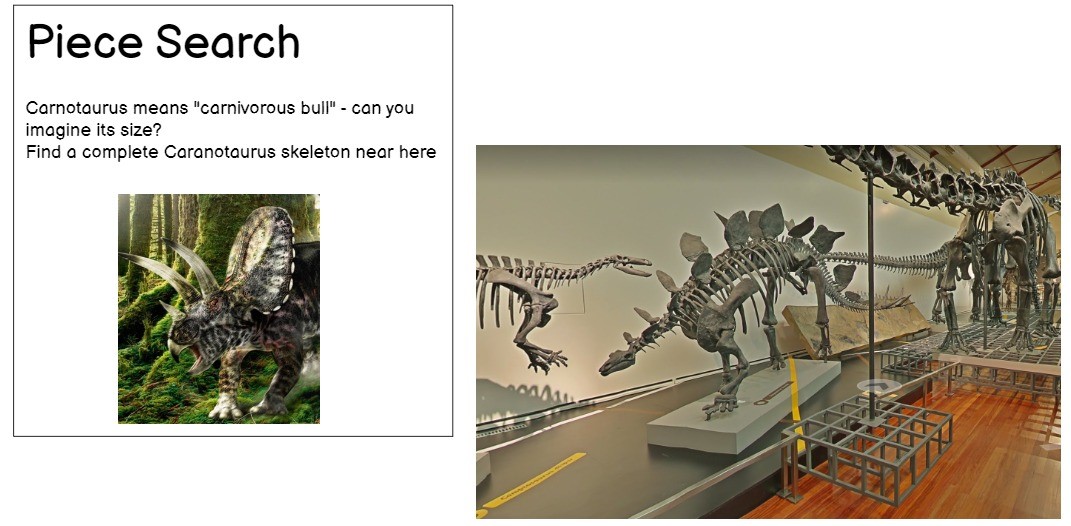 Piece Search
Carnotaurus means "carnivorous bull" - can you
imagine its size?
Find a complete Caranotaurus skeleton near here